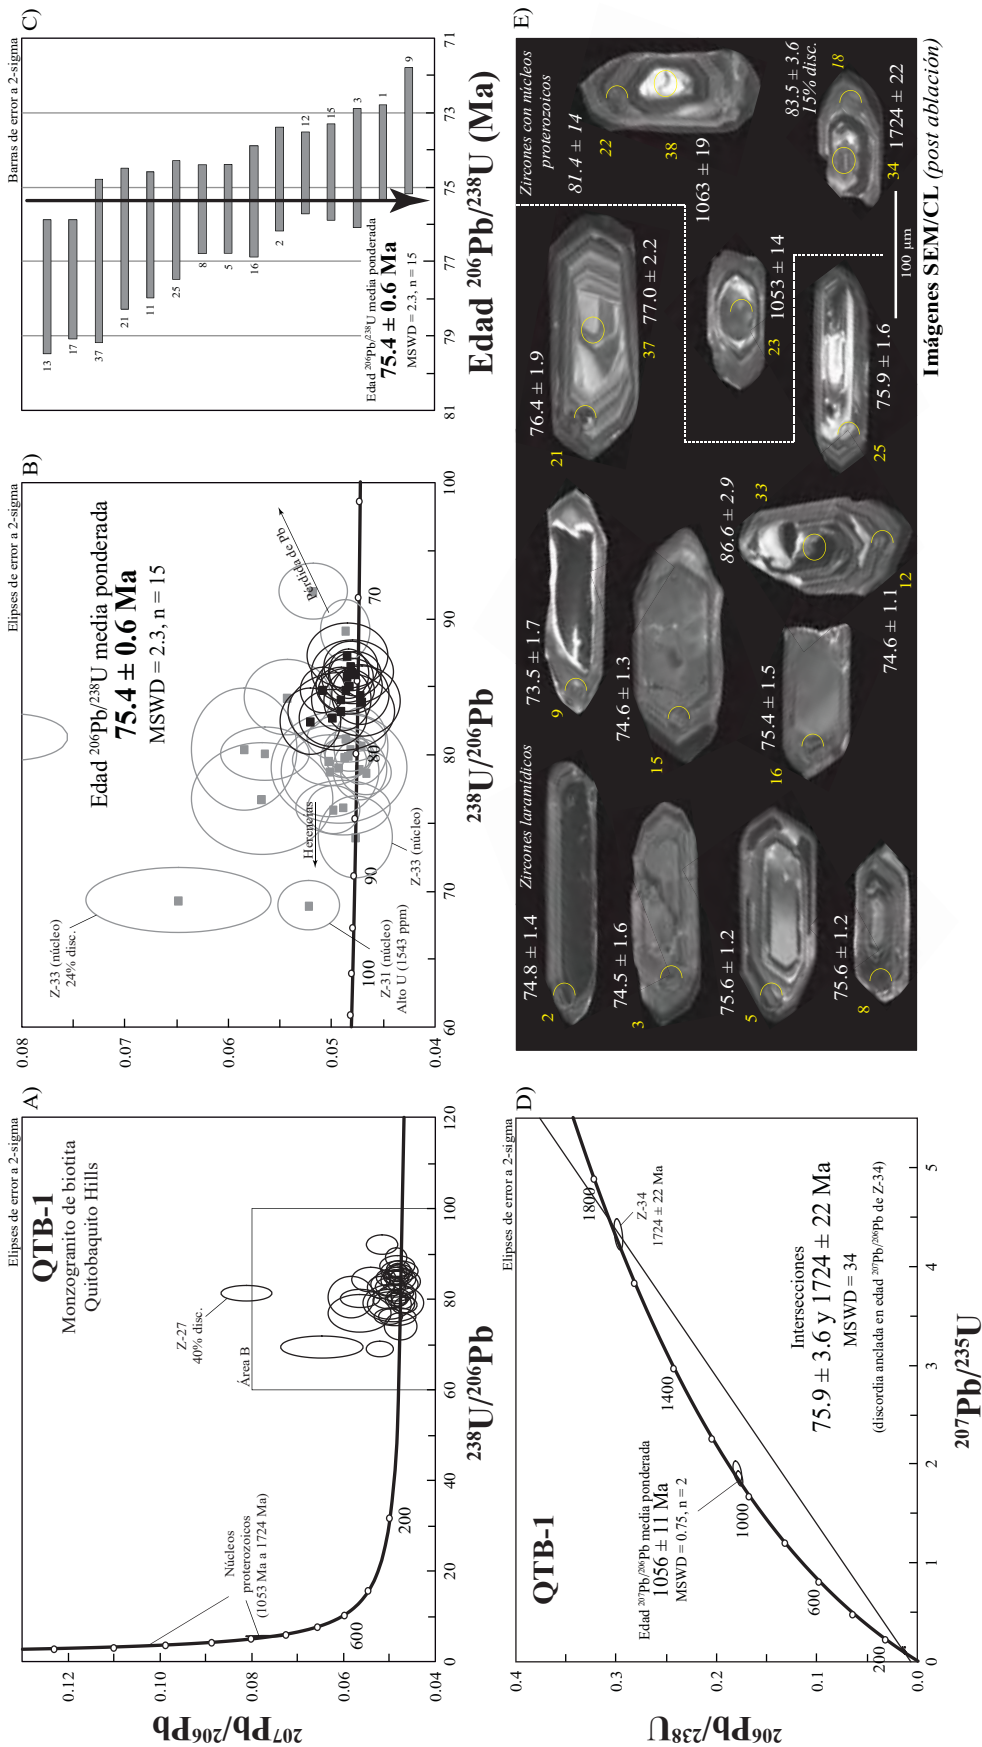 A)
Elipses de error a 2-sigma
QTB-1
Monzogranito de biotita
Quitobaquito Hills
Z-27
40% disc.
Área B
Núcleos
proterozoicos
(1053 Ma a 1724 Ma)
600
200
0.12
0.10
0.08
0.06
0
20
40
60
80
100
120
²⁰⁷Pb/²⁰⁶Pb
²³⁸U/²⁰⁶Pb
B)
Elipses de error a 2-sigma
Edad ²⁰⁶Pb/²³⁸U media ponderada
75.4 ± 0.6 Ma
MSWD = 2.3, n = 15
Z-33 (núcleo)
24% disc.
Pérdida de Pb
Herencias
Z-33 (núcleo)
Z-31 (núcleo)
Alto U (1543 ppm)
100
90
80
70
0.08
0.07
0.06
0.05
0.04
60
70
80
90
100
²³⁸U/²⁰⁶Pb
C)
Barras de error a 2-sigma
13
17
37
21
11
25
8
5
16
2
12
15
3
1
9
Edad ²⁰⁶Pb/²³⁸U media ponderada
75.4 ± 0.6 Ma
MSWD = 2.3, n = 15
71
73
75
77
79
81
Edad ²⁰⁶Pb/²³⁸U (Ma)
D)
Elipses de error a 2-sigma
QTB-1
Edad ²⁰⁷Pb/²⁰⁶Pb media ponderada
1056 ± 11 Ma
MSWD = 0.75, n = 2
Z-34
1724 ± 22 Ma
Intersecciones
75.9 ± 3.6 y 1724 ± 22 Ma
MSWD = 34
(discordia anclada en edad ²⁰⁷Pb/²⁰⁶Pb de Z-34)
200
600
1000
1400
1800
0.4
0.3
0.2
0.1
0.0
0
1
2
3
4
5
²⁰⁶Pb/²³⁸U
²⁰⁷Pb/²³⁵U
E)
Zircones laramídicos
Zircones con núcleos
proterozoicos
74.8 ± 1.4
2
73.5 ± 1.7
9
76.4 ± 1.9
21
37
77.0 ± 2.2
81.4 ± 14
22
38
1063 ± 19
74.5 ± 1.6
3
74.6 ± 1.3
15
75.6 ± 1.2
5
75.4 ± 1.5
16
86.6 ± 2.9
33
74.6 ± 1.1
12
23
1053 ± 14
83.5 ± 3.6
15% disc.
18
34
1724 ± 22
75.6 ± 1.2
8
25
75.9 ± 1.6
100 µm
Imágenes SEM/CL (post ablación)